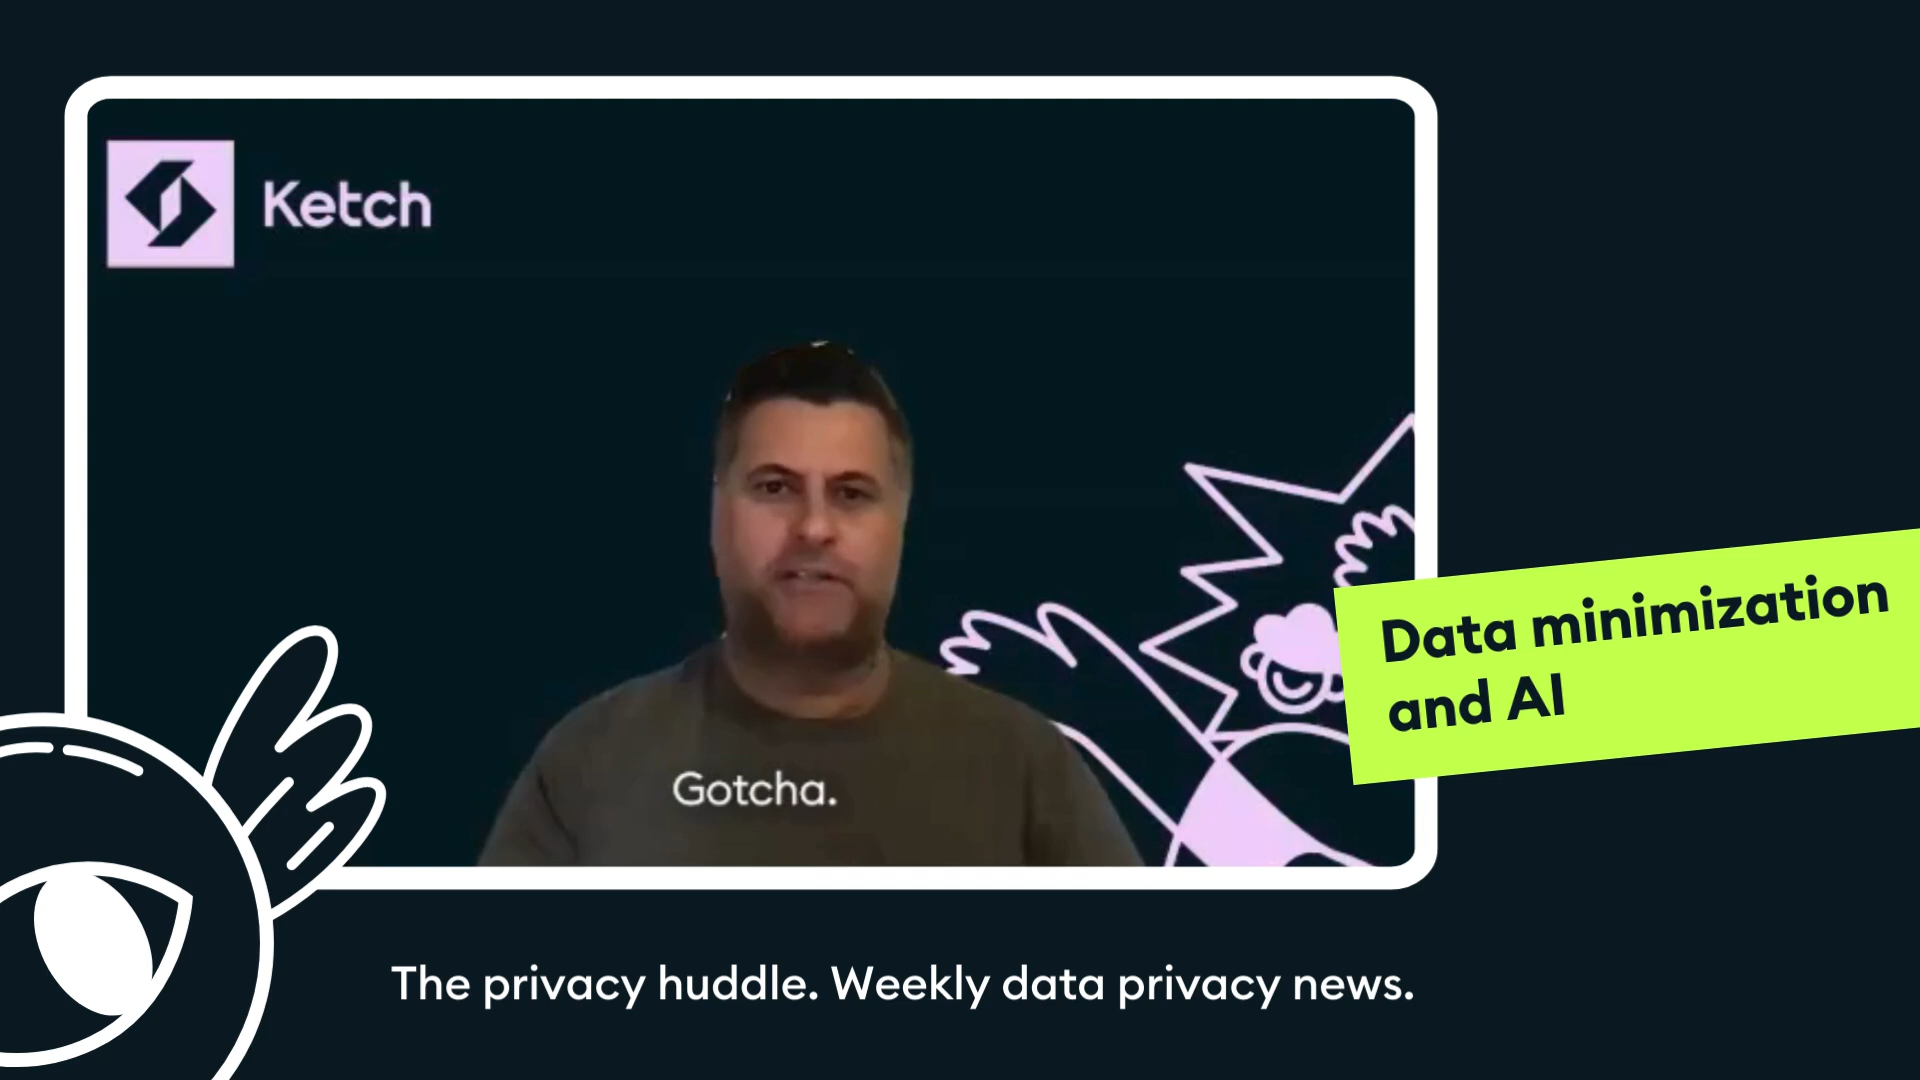 Ketch
Data minimization
and AI
Gotcha.
The privacy huddle. Weekly data privacy news.